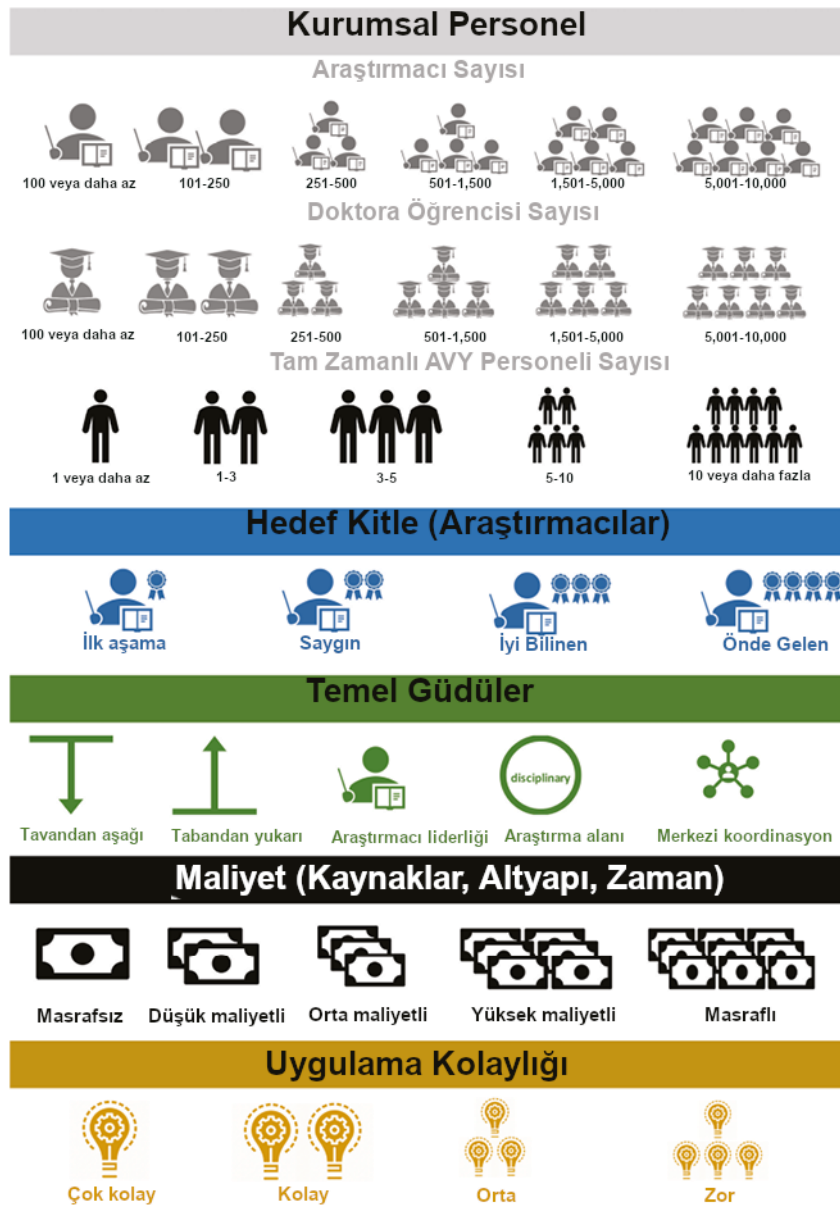 Kurumsal Personel
Araştırmacı Sayısı
100 veya daha az 101-250 251-500 501-1,500 1,501-5,000 5,001-10,000
Doktora Öğrencisi Sayısı
100 veya daha az 101-250 251-500 501-1,500 1,501-5,000 5,001-10,000
Tam Zamanlı AVY Personeli Sayısı
1 veya daha az 1-3 3-5 5-10 10 veya daha fazla
Hedef Kitle (Araştırmacılar)
İlk aşama Saygın İyi Bilinen Önde Gelen
Temel Güdüler
disciplinary
Tavandan aşağı Tabandan yukarı Araştırmacı liderliği Araştırma alanı Merkezi koordinasyon
Maliyet (Kaynaklar, Altyapı, Zaman)
Masrafsız Düşük maliyetli Orta maliyetli Yüksek maliyetli Masraflı
Uygulama Kolaylığı
Çok kolay Kolay Orta Zor